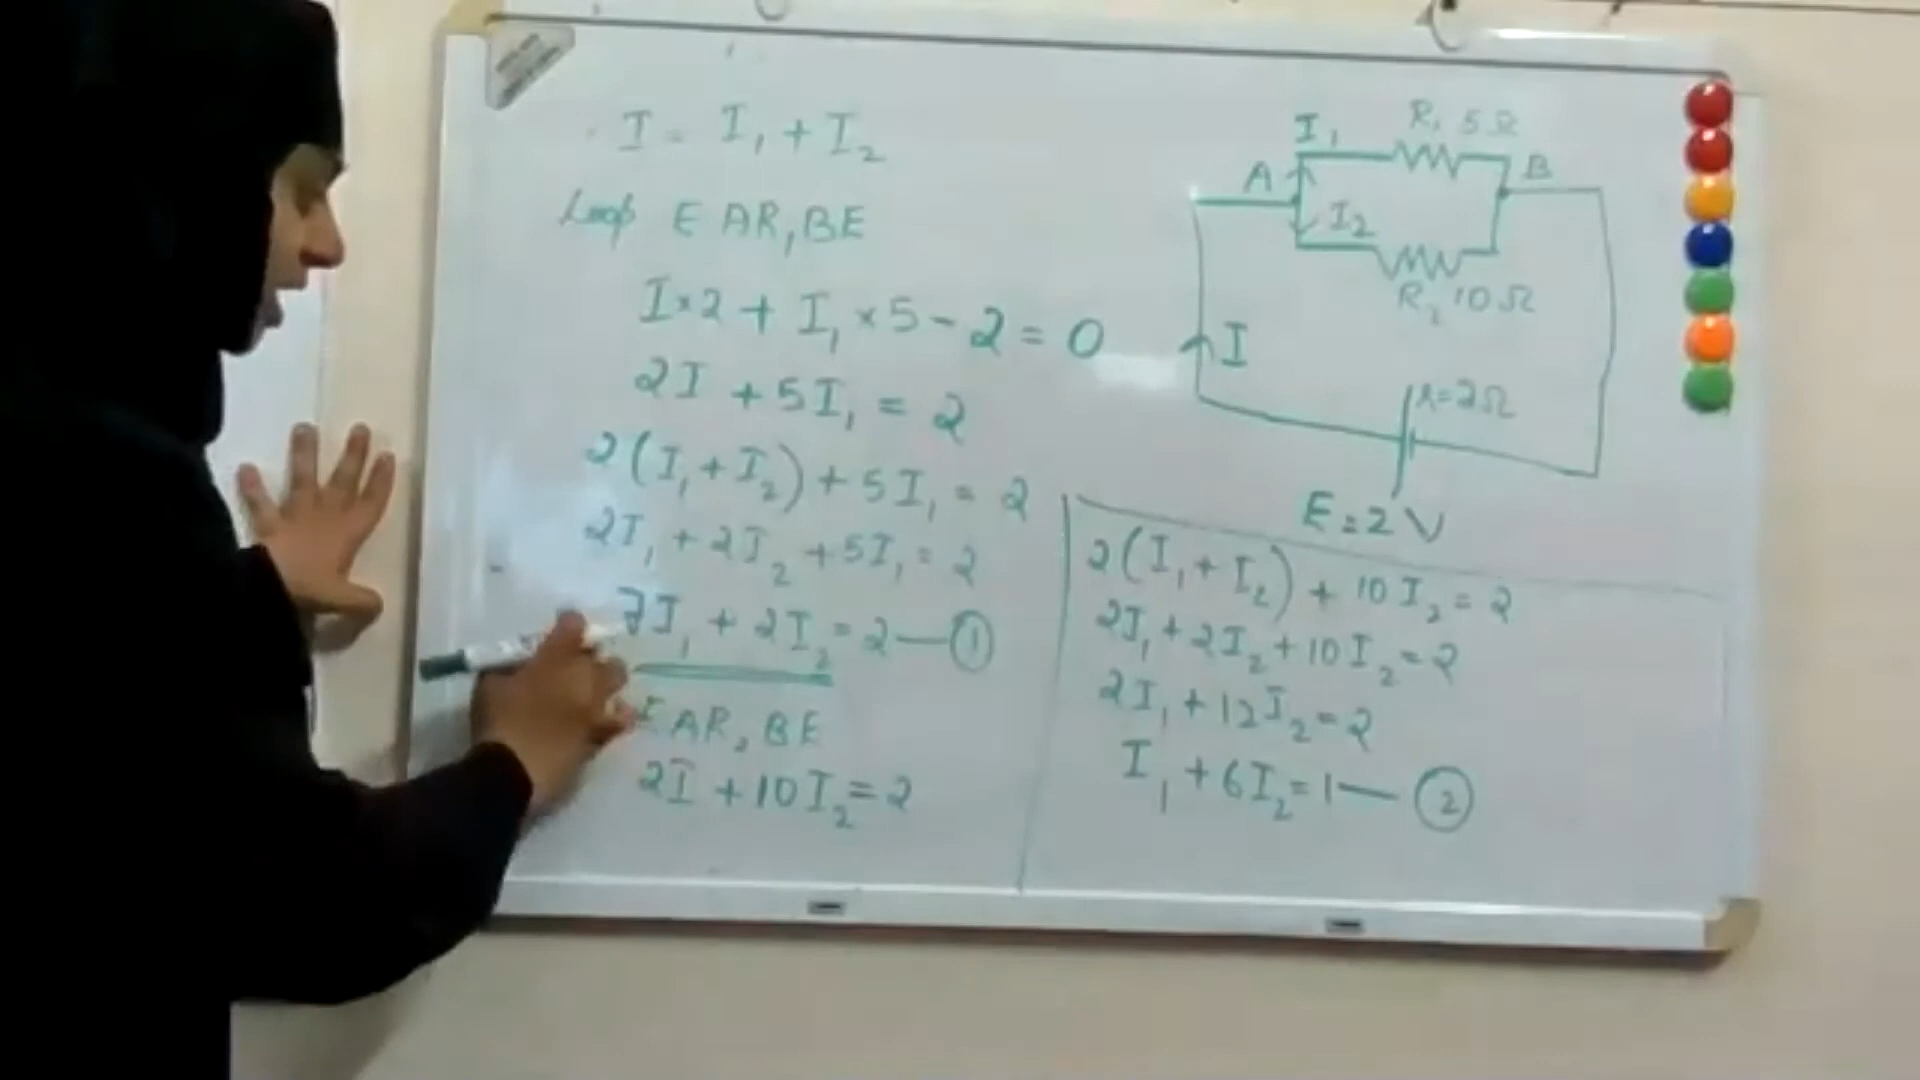 I = I₁ + I₂
Loop E AR₁BE
I×2 + I₁×5 - 2 = 0
2I + 5I₁ = 2
2(I₁+I₂) + 5I₁ = 2
2I₁ + 2I₂ + 5I₁ = 2
7I₁ + 2I₂ = 2 — ①
E AR₂BE
2I + 10I₂ = 2
R₁ 5Ω
I₁
A
B
I₂
R₂ 10Ω
I
r=2Ω
E=2V
2(I₁+I₂) + 10I₂ = 2
2I₁ + 2I₂ + 10I₂ = 2
2I₁ + 12I₂ = 2
I₁ + 6I₂ = 1 — ②